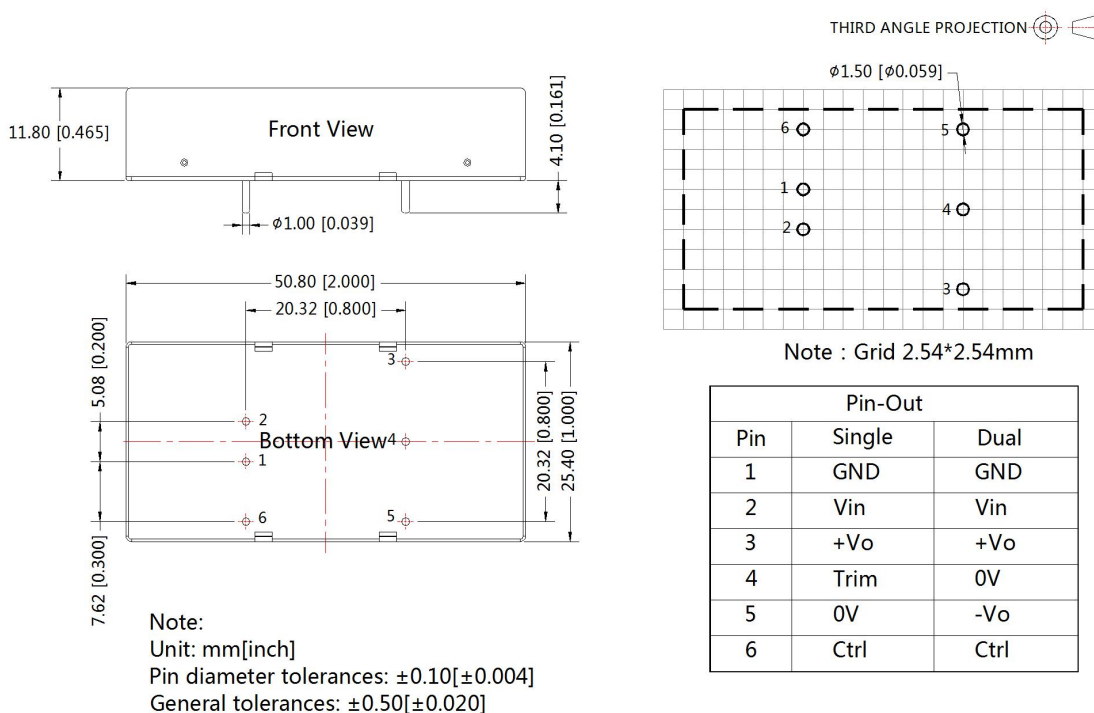 THIRD ANGLE PROJECTION
11.80 [0.465]
Front View
4.10 [0.161]
ϕ1.00 [0.039]
ϕ1.50 [ϕ0.059]
6
5
1
4
2
3
Note : Grid 2.54*2.54mm
50.80 [2.000]
20.32 [0.800]
5.08 [0.200]
7.62 [0.300]
3
2
Bottom View
4
1
6
5
20.32 [0.800]
25.40 [1.000]
Pin-Out
Pin Single Dual
1 GND GND
2 Vin Vin
3 +Vo +Vo
4 Trim 0V
5 0V -Vo
6 Ctrl Ctrl
Note:
Unit: mm[inch]
Pin diameter tolerances: ±0.10[±0.004]
General tolerances: ±0.50[±0.020]